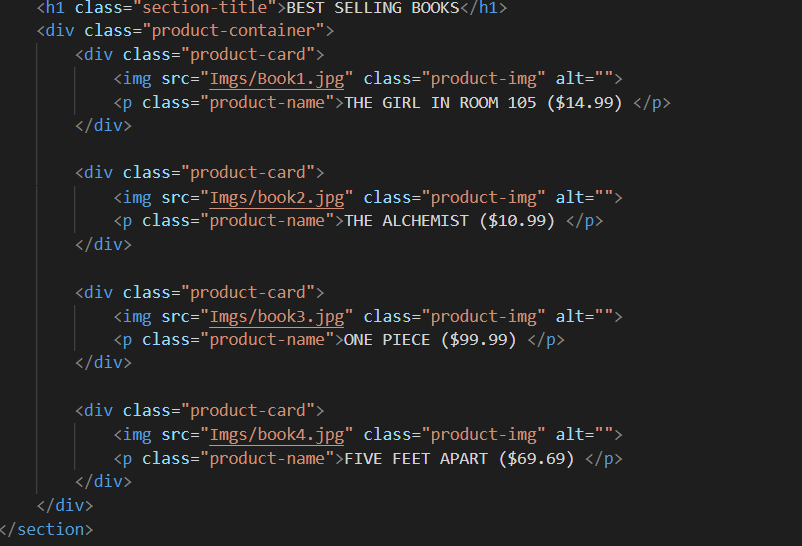 <h1 class="section-title">BEST SELLING BOOKS</h1>
<div class="product-container">
<div class="product-card">
<img src="Imgs/Book1.jpg" class="product-img" alt="">
<p class="product-name">THE GIRL IN ROOM 105 ($14.99) </p>
</div>
<div class="product-card">
<img src="Imgs/book2.jpg" class="product-img" alt="">
<p class="product-name">THE ALCHEMIST ($10.99) </p>
</div>
<div class="product-card">
<img src="Imgs/book3.jpg" class="product-img" alt="">
<p class="product-name">ONE PIECE ($99.99) </p>
</div>
<div class="product-card">
<img src="Imgs/book4.jpg" class="product-img" alt="">
<p class="product-name">FIVE FEET APART ($69.69) </p>
</div>
</div>
</section>